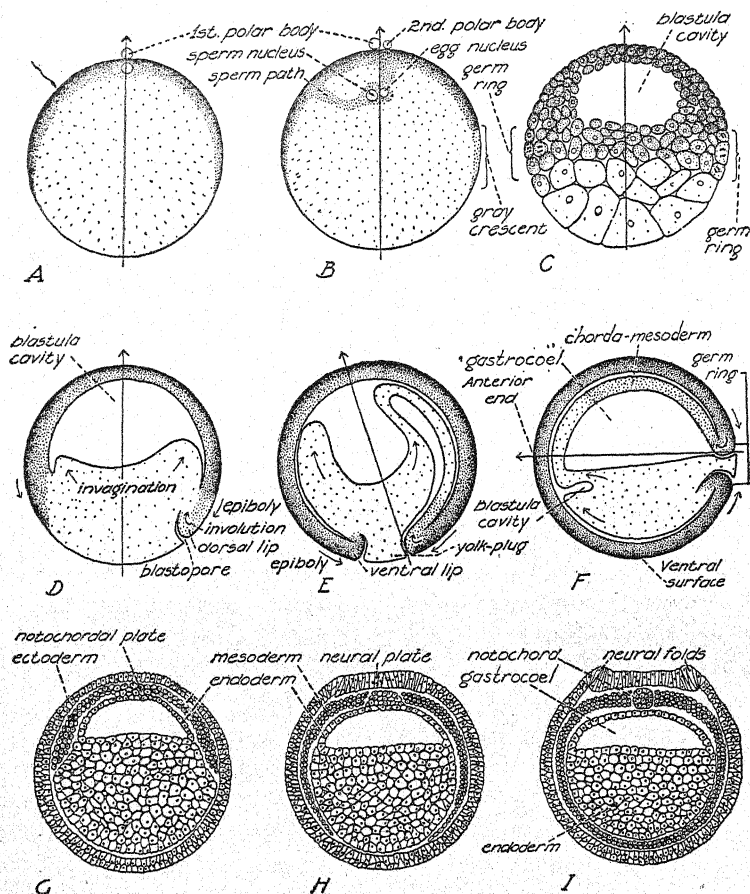 1st. polar body
sperm nucleus
sperm path
2nd. polar body
egg nucleus
germ
ring
blastula
cavity
gray
crescent
germ
ring
A
B
C
blastula
cavity
invagination
epiboly
involution
dorsal lip
blastopore
D
epiboly
ventral lip
yolk-plug
E
chorda-mesoderm
"gastrocoel"
Anterior
end
germ
ring
blastula
cavity
Ventral
surface
F
notochordal plate
ectoderm
mesoderm
endoderm
neural plate
notochord
gastrocoel
neural folds
endoderm
G
H
I